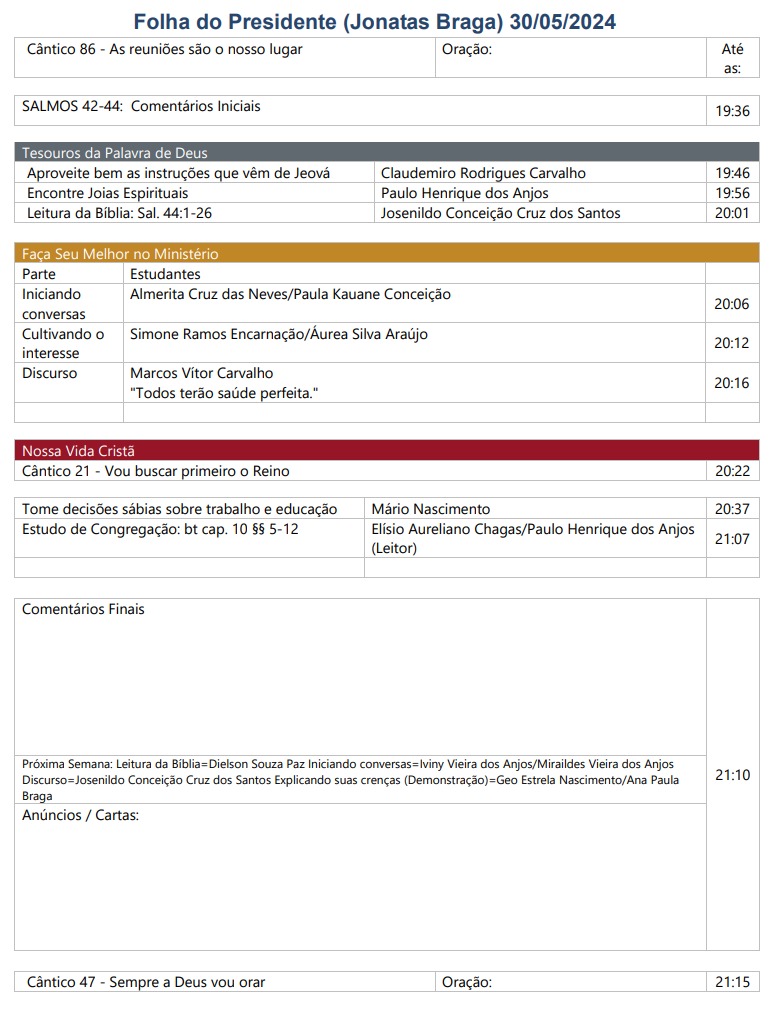 Folha do Presidente (Jonatas Braga) 30/05/2024
Cântico 86 - As reuniões são o nosso lugar Oração: Até
as:
SALMOS 42-44: Comentários Iniciais 19:36
Tesouros da Palavra de Deus
Aproveite bem as instruções que vêm de Jeová Claudemiro Rodrigues Carvalho 19:46
Encontre Joias Espirituais Paulo Henrique dos Anjos 19:56
Leitura da Bíblia: Sal. 44:1-26 Josenildo Conceição Cruz dos Santos 20:01
Faça Seu Melhor no Ministério
Parte Estudantes
Iniciando Almerita Cruz das Neves/Paula Kauane Conceição
conversas 20:06
Cultivando o Simone Ramos Encarnação/Áurea Silva Araújo
interesse 20:12
Discurso Marcos Vítor Carvalho
"Todos terão saúde perfeita." 20:16
Nossa Vida Cristã
Cântico 21 - Vou buscar primeiro o Reino 20:22
Tome decisões sábias sobre trabalho e educação Mário Nascimento 20:37
Estudo de Congregação: bt cap. 10 §§ 5-12 Elísio Aureliano Chagas/Paulo Henrique dos Anjos
(Leitor) 21:07
Comentários Finais
Próxima Semana: Leitura da Bíblia=Dielson Souza Paz Iniciando conversas=Iviny Vieira dos Anjos/Miraildes Vieira dos Anjos
Discurso=Josenildo Conceição Cruz dos Santos Explicando suas crenças (Demonstração)=Geo Estrela Nascimento/Ana Paula
Braga
21:10
Anúncios / Cartas:
Cântico 47 - Sempre a Deus vou orar Oração: 21:15